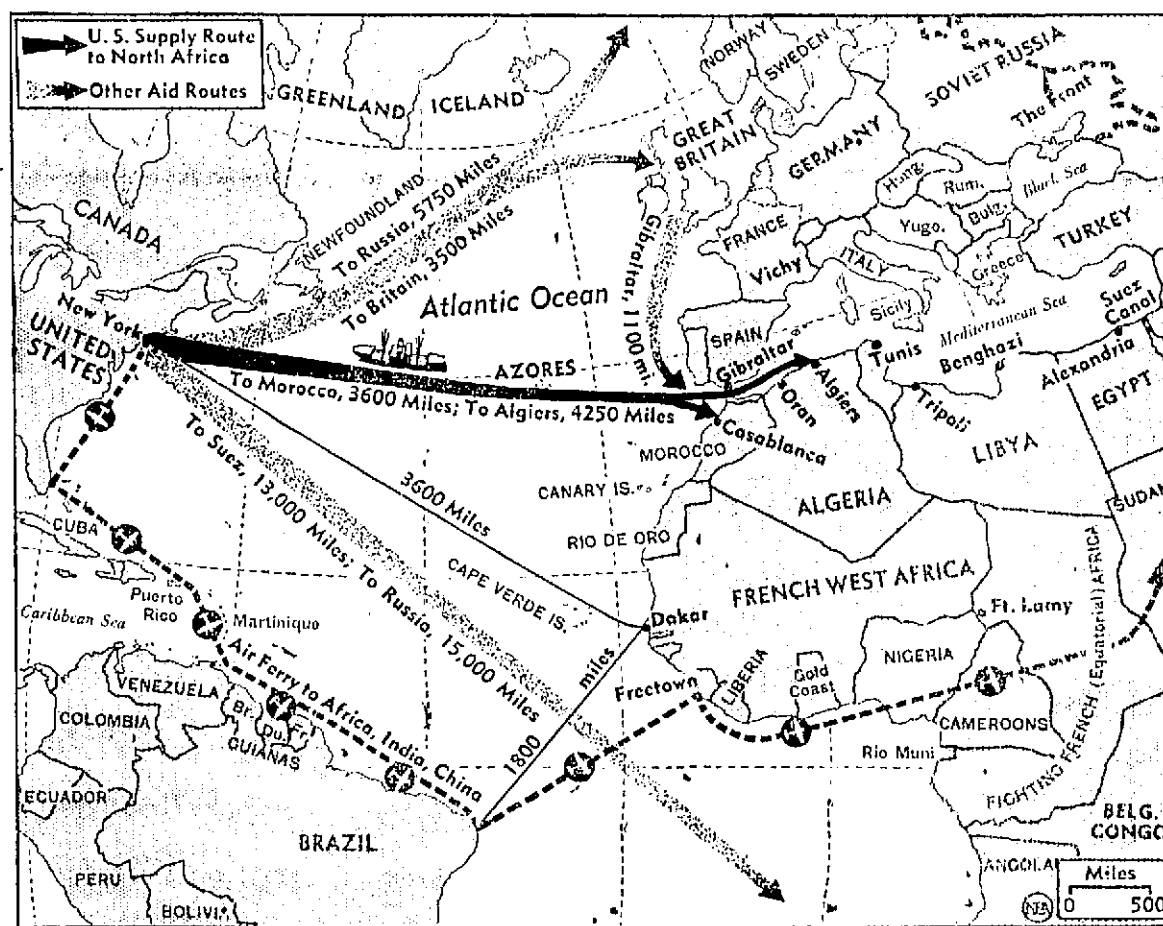 U. S. Supply Route
to North Africa
Other Aid Routes
GREENLAND
ICELAND
NORWAY
SWEDEN
SOVIET RUSSIA
The Front
GREAT
BRITAIN
GERMANY
CANADA
NEWFOUNDLAND
To Russia, 5750 Miles
To Britain, 3500 Miles
Gibraltar, 1100 mi.
FRANCE
Vichy
Hung.
Rum.
Yugo.
Bulg.
Black Sea
ITALY
Greece
TURKEY
Atlantic Ocean
New York
UNITED
STATES
AZORES
SPAIN
Gibraltar
Sicily
Mediterranean Sea
Suez
Canal
Tunis
Benghazi
Alexandria
EGYPT
To Morocco, 3600 Miles; To Algiers, 4250 Miles
Oran
Algiers
Tripoli
Casablanca
MOROCCO
LIBYA
To Suez, 13,000 Miles; To Russia, 15,000 Miles
3600 Miles
CANARY IS.
ALGERIA
SUDAN
CUBA
RIO DE ORO
CAPE VERDE IS.
FRENCH WEST AFRICA
Puerto
Rico
Caribbean Sea
Martinique
Dakar
Ft. Lamy
Air Ferry to Africa, India, China
1800 miles
Freetown
LIBERIA
Gold
Coast
NIGERIA
VENEZUELA
COLOMBIA
Br.
Du.
Fr.
GUIANAS
CAMEROONS
Rio Muni
FIGHTING FRENCH (Equatorial) AFRICA
ECUADOR
BRAZIL
BELG.
CONGO
PERU
BOLIVI.
ANGOLA
Miles
0 500
NEA